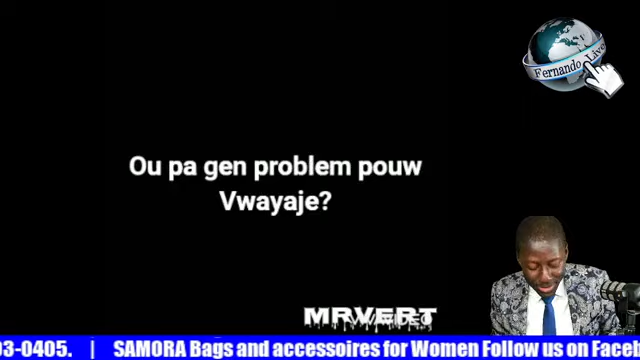 Fernando Live
Ou pa gen problem pouw
Vwayaje?
MRVERT
03-0405. | SAMORA Bags and accessoires for Women Follow us on Faceb